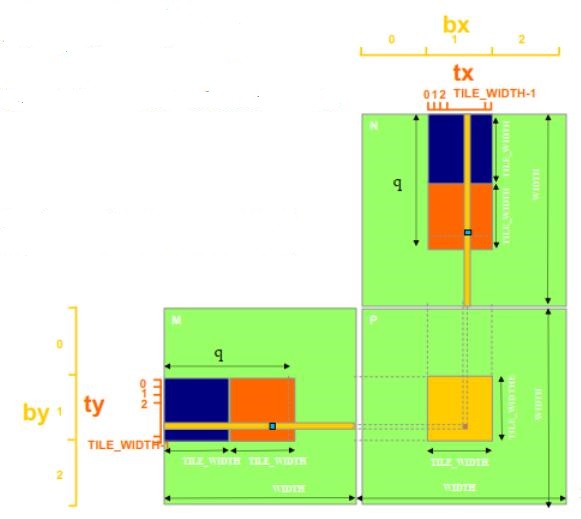 bx
0 1 2
tx
0 1 2 TILE_WIDTH-1
N
TILE_WIDTH
WIDTH
q
TILE_WIDTH
M
P
0
q
by 1
ty
0
1
2
TILE_WIDTH-1
TILE_WIDTH TILE_WIDTH
TILE_WIDTHE
WIDTH
TILE_WIDTH
2
WIDTH
WIDTH